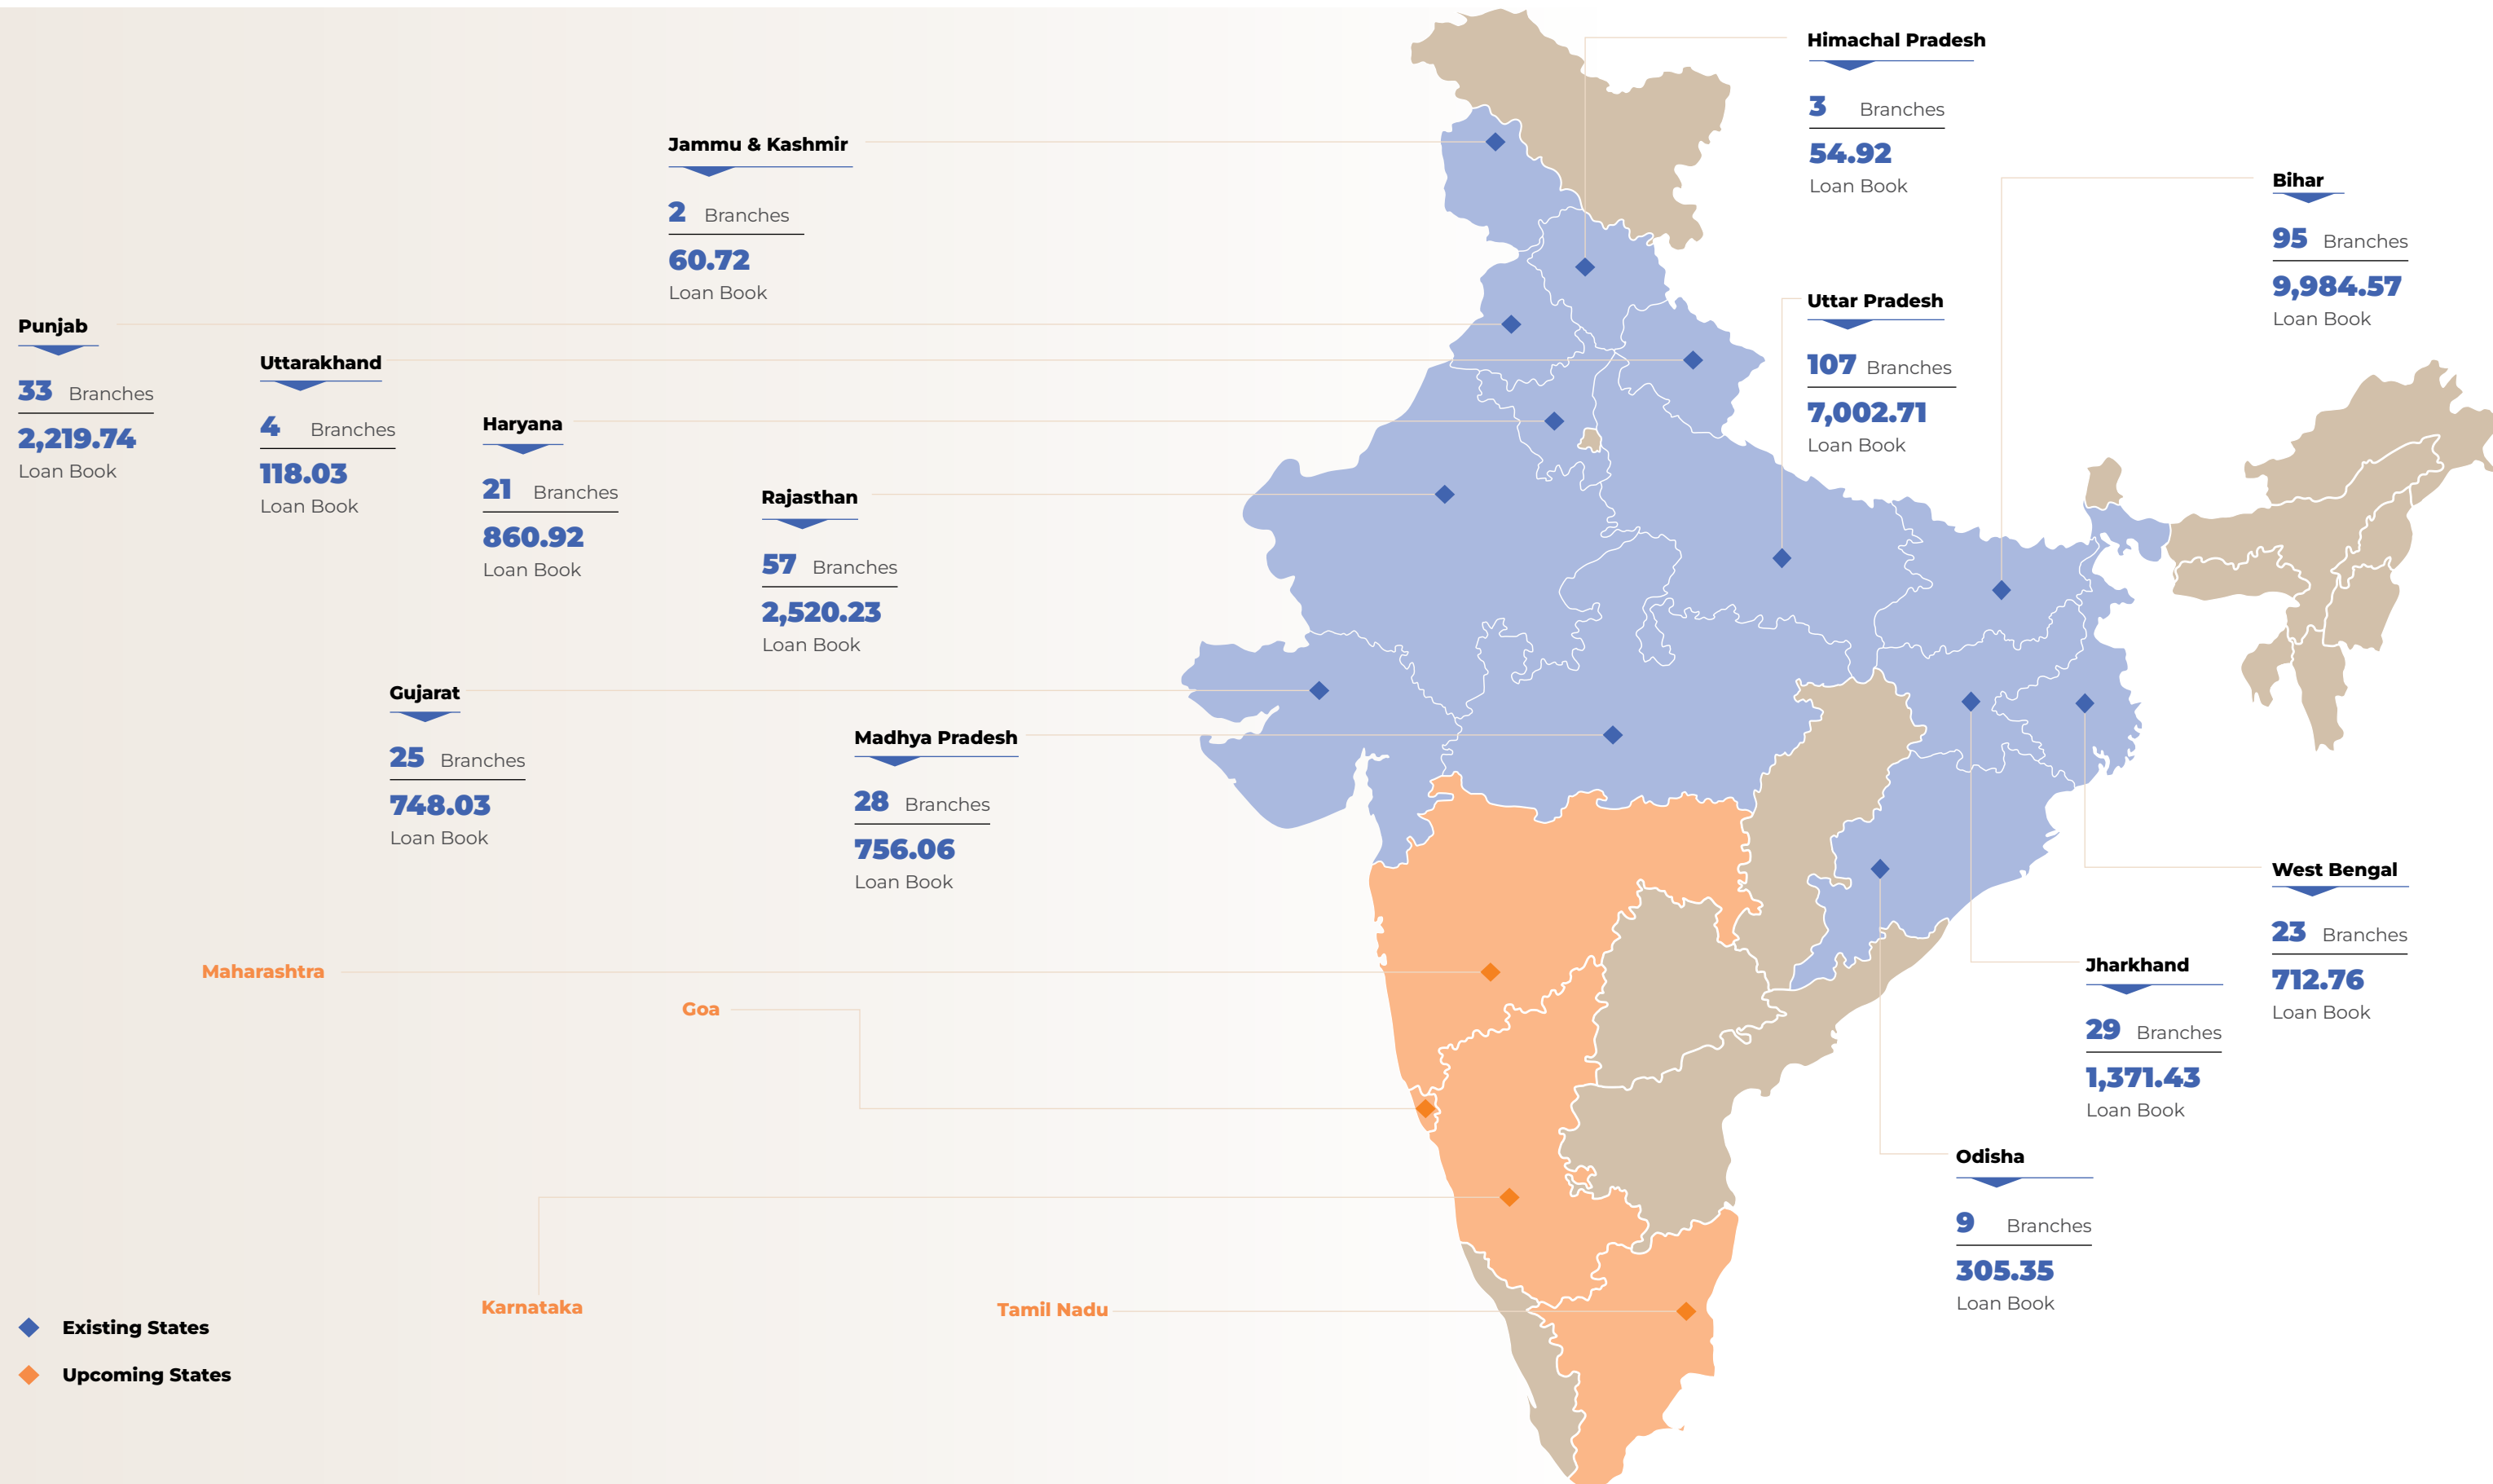 Himachal Pradesh
3 Branches
54.92
Loan Book
Jammu & Kashmir
2 Branches
60.72
Loan Book
Bihar
95 Branches
9,984.57
Loan Book
Uttar Pradesh
107 Branches
7,002.71
Loan Book
Punjab
33 Branches
2,219.74
Loan Book
Uttarakhand
4 Branches
118.03
Loan Book
Haryana
21 Branches
860.92
Loan Book
Rajasthan
57 Branches
2,520.23
Loan Book
Gujarat
25 Branches
748.03
Loan Book
Madhya Pradesh
28 Branches
756.06
Loan Book
West Bengal
23 Branches
712.76
Loan Book
Jharkhand
29 Branches
1,371.43
Loan Book
Odisha
9 Branches
305.35
Loan Book
Maharashtra
Goa
Karnataka
Tamil Nadu
Existing States
Upcoming States